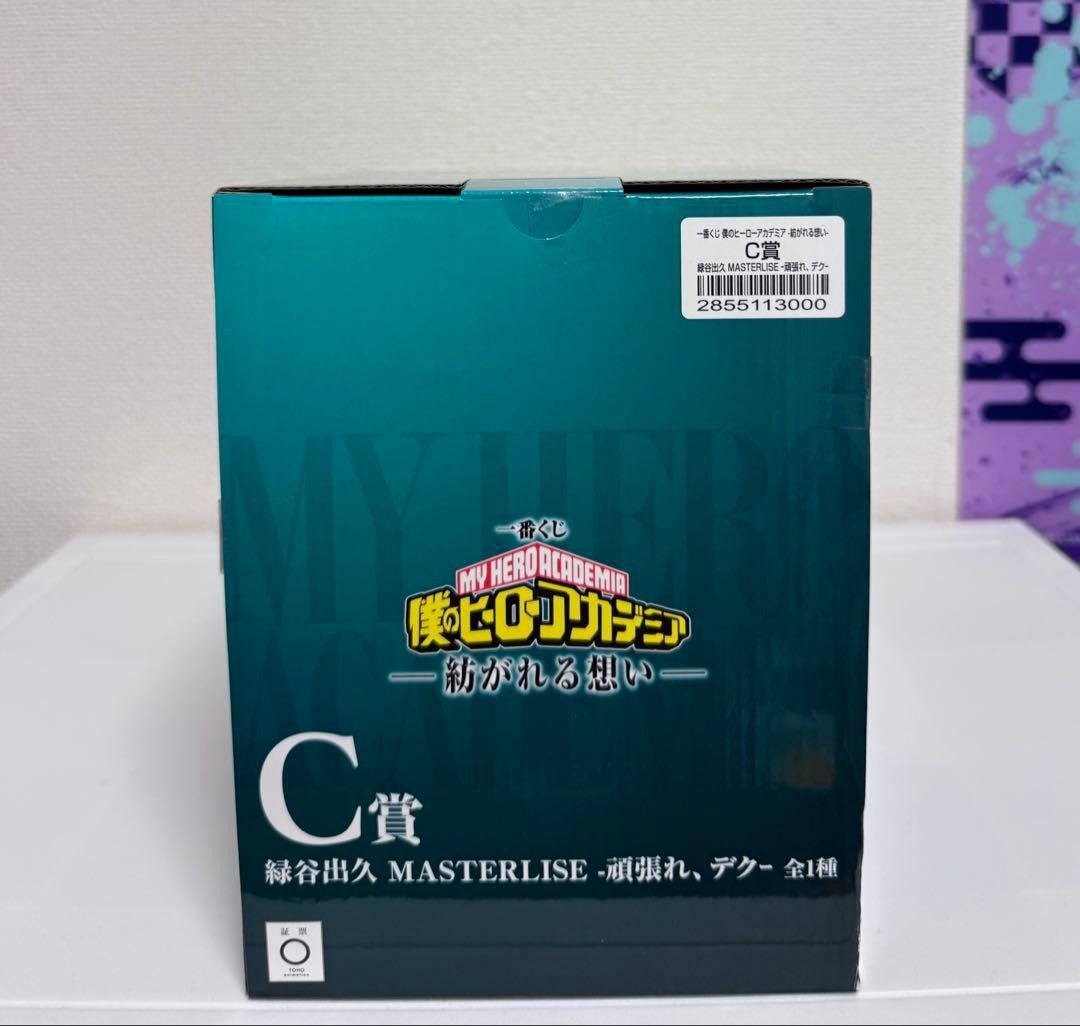 一番くじ 僕のヒーローアカデミア -紡がれる想い-
C賞
緑谷出久 MASTERLISE -頑張れ、デク-
2855113000
MY HERO
ACADEM
一番くじ
MY HERO ACADEMIA
僕のヒーローアカデミア
紡がれる想い
C賞
緑谷出久 MASTERLISE -頑張れ、デク- 全1種
証票
TOHO
animation